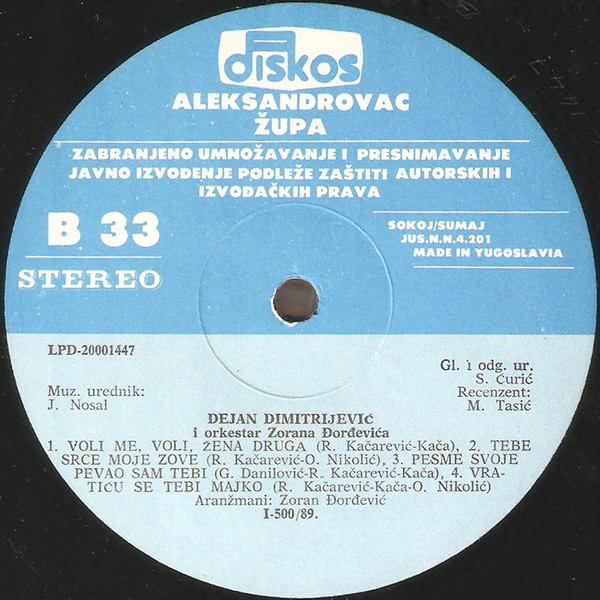 diskos
ALEKSANDROVAC
ŽUPA
ZABRANJENO UMNOŽAVANJE I PRESNIMAVANJE
JAVNO IZVOĐENJE PODLEŽE ZAŠTITI AUTORSKIH I
IZVOĐAČKIH PRAVA
B 33
STEREO
SOKOJ/SUMAJ
JUS.N.N.4.201
MADE IN YUGOSLAVIA
LPD-20001447
Muz. urednik:
J. Nosal
Gl. i odg. ur.
S. Ćurić
Recenzent:
M. Tasić
DEJAN DIMITRIJEVIĆ
i orkestar Zorana Đorđevića
1. VOLI ME, VOLI, ŽENA DRUGA (R. Kačarević-Kača), 2. TEBE
SRCE MOJE ZOVE (R. Kačarević-O. Nikolić), 3. PESME SVOJE
PEVAO SAM TEBI (G. Danilović-R. Kačarević-Kača), 4. VRA-
TIĆU SE TEBI MAJKO (R. Kačarević-Kača-O. Nikolić)
Aranžmani: Zoran Đorđević
I-500/89.